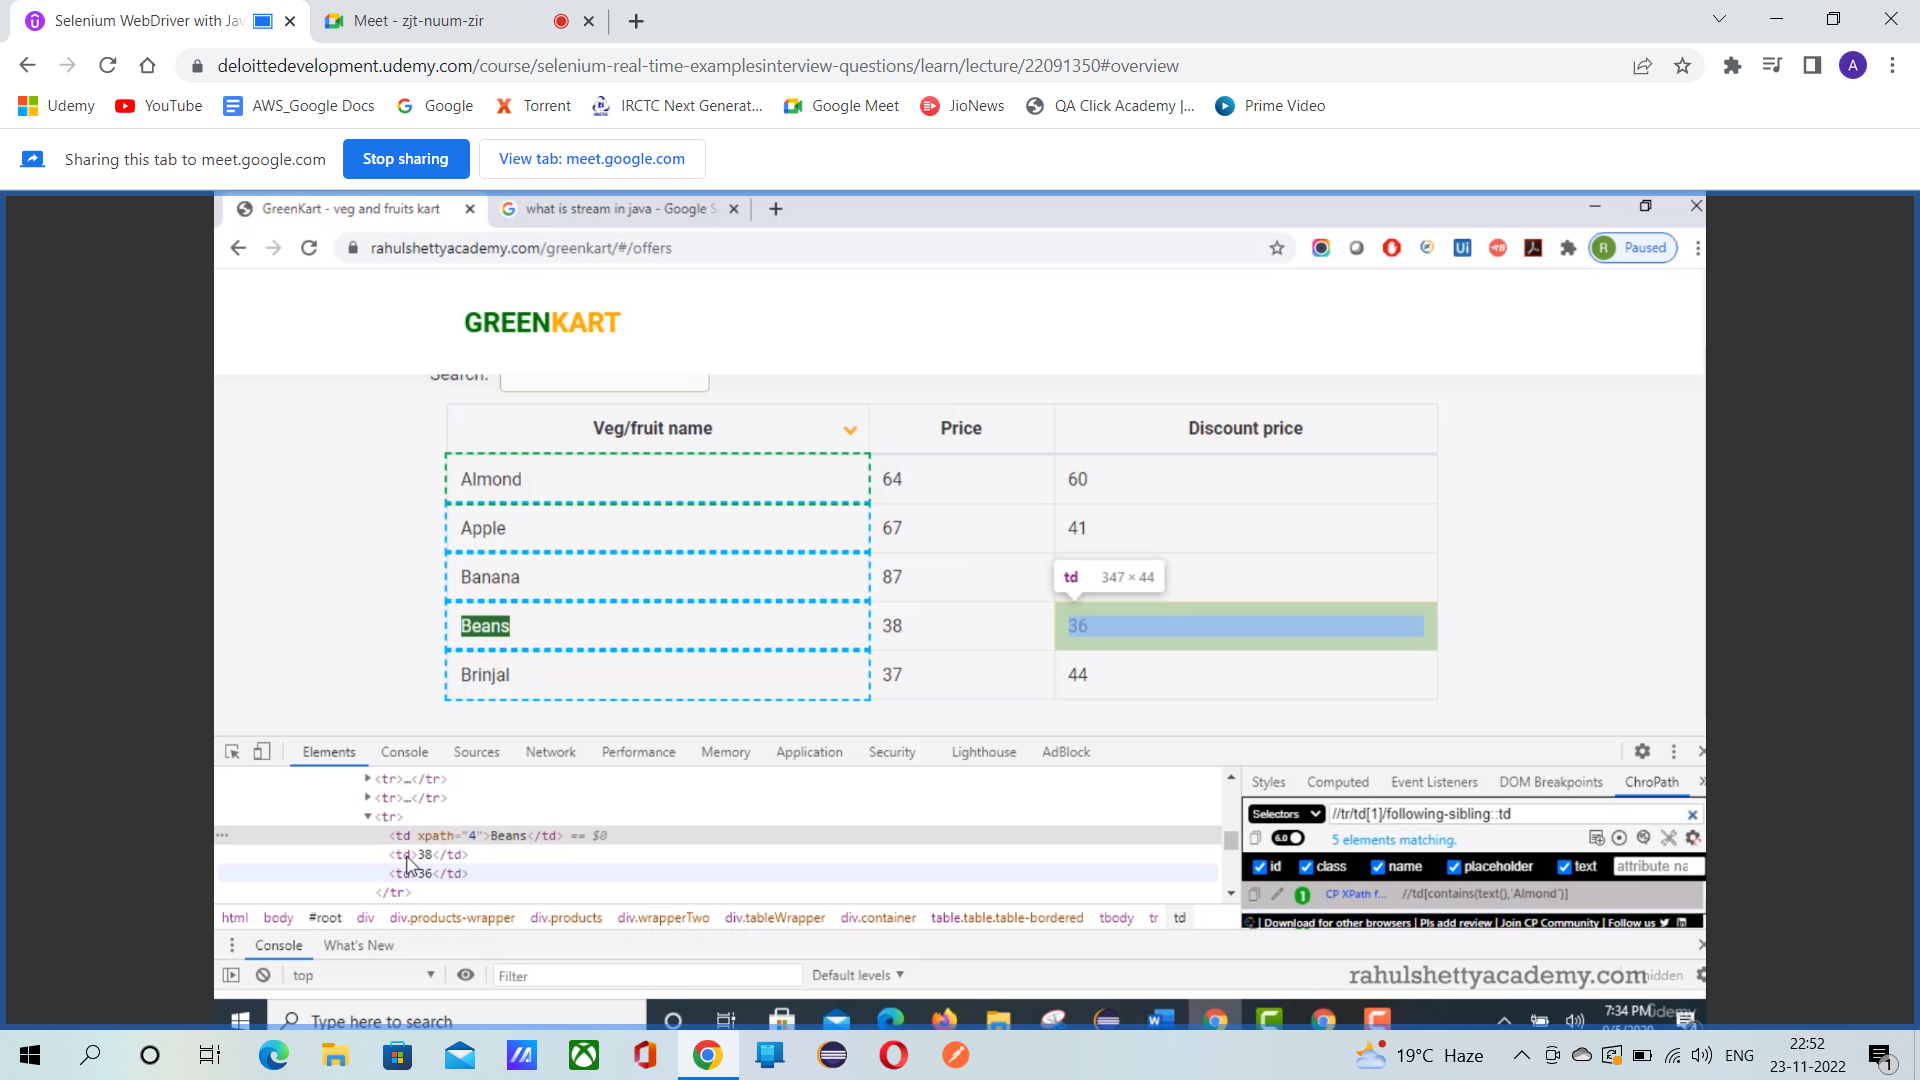 Selenium WebDriver with Jav
Meet - zjt-nuum-zir
deloittedevelopment.udemy.com/course/selenium-real-time-examplesinterview-questions/learn/lecture/22091350#overview
A
Udemy YouTube AWS_Google Docs Google Torrent IRCTC Next Generat... Google Meet JioNews QA Click Academy |... Prime Video
Sharing this tab to meet.google.com Stop sharing View tab: meet.google.com
GreenKart - veg and fruits kart what is stream in java - Google S
rahulshettyacademy.com/greenkart/#/offers
Ui R Paused
GREENKART
Search:
Veg/fruit name Price Discount price
Almond 64 60
Apple 67 41
Banana 87
td 347 × 44
Beans 38 36
Brinjal 37 44
Elements Console Sources Network Performance Memory Application Security Lighthouse AdBlock
<tr>…</tr>
<tr>…</tr>
<tr>
<td xpath="4">Beans</td> == $0
<td>38</td>
<td>36</td>
</tr>
html body #root div div.products-wrapper div.products div.wrapperTwo div.tableWrapper div.container table.table.table-bordered tbody tr td
Styles Computed Event Listeners DOM Breakpoints ChroPath
Selectors //tr/td[1]/following-sibling::td
6.0 5 elements matching.
id class name placeholder text attribute na
1 CP XPath f... //td[contains(text(),'Almond')]
| Download for other browsers | Pls add review | Join CP Community | Follow us
Console What's New
top Filter Default levels hidden
rahulshettyacademy.com
Type here to search
7:34 PM
Udemy
19°C Haze ENG 22:52
23-11-2022
1